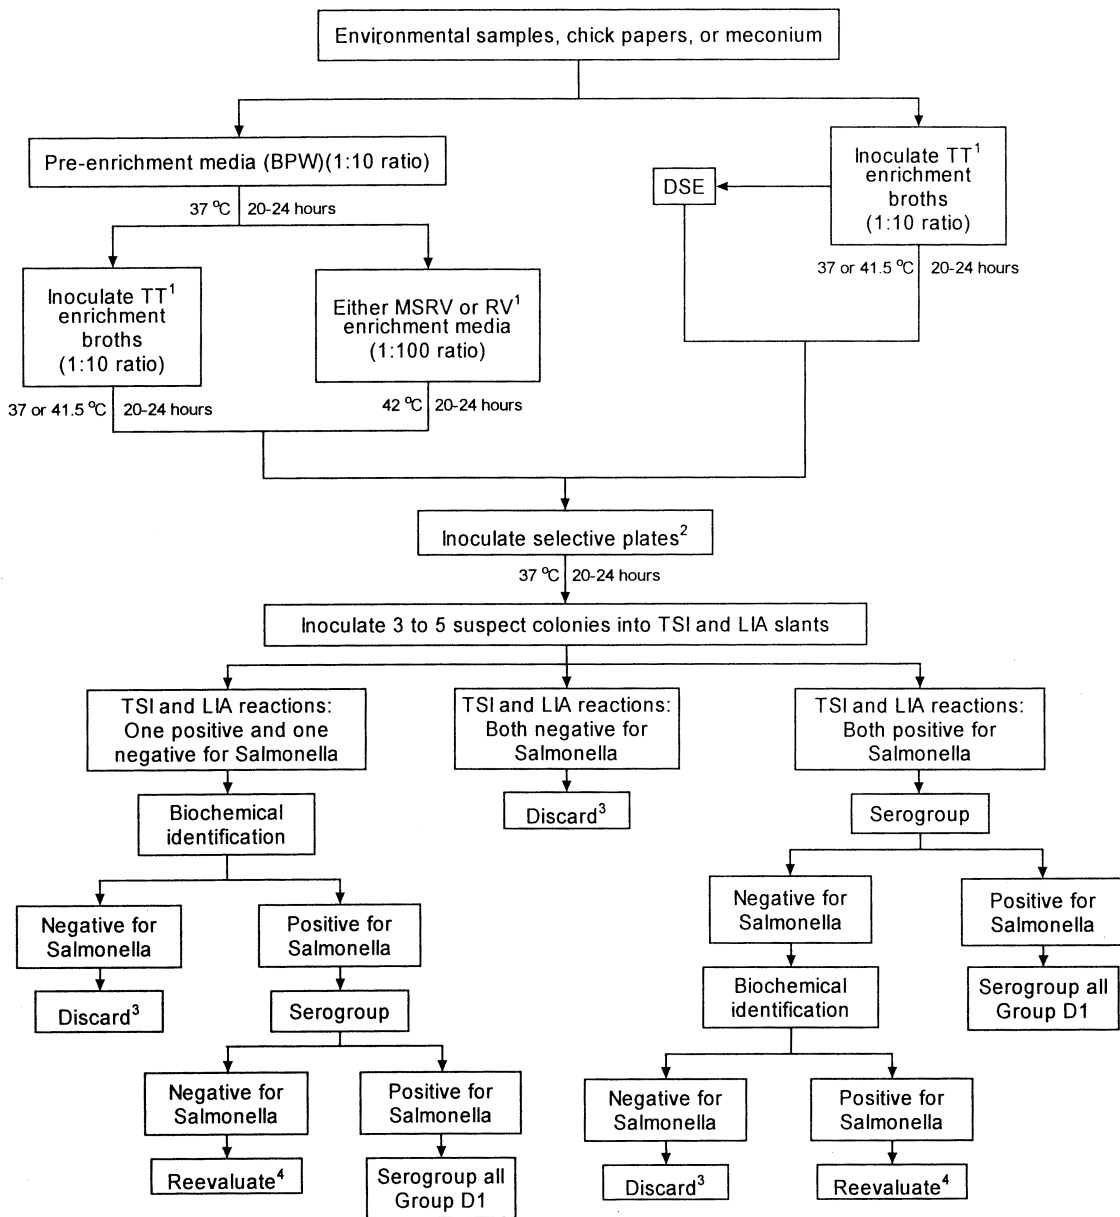 Environmental samples, chick papers, or meconium
Pre-enrichment media (BPW)(1:10 ratio)
37 °C 20-24 hours
Inoculate TT¹
enrichment
broths
(1:10 ratio)
37 or 41.5 °C 20-24 hours
Either MSRV or RV¹
enrichment media
(1:100 ratio)
42 °C 20-24 hours
DSE
Inoculate TT¹
enrichment
broths
(1:10 ratio)
37 or 41.5 °C 20-24 hours
Inoculate selective plates²
37 °C 20-24 hours
Inoculate 3 to 5 suspect colonies into TSI and LIA slants
TSI and LIA reactions:
One positive and one
negative for Salmonella
Biochemical
identification
Negative for
Salmonella
Discard³
Positive for
Salmonella
Serogroup
Negative for
Salmonella
Reevaluate⁴
Positive for
Salmonella
Serogroup all
Group D1
TSI and LIA reactions:
Both negative for
Salmonella
Discard³
TSI and LIA reactions:
Both positive for
Salmonella
Serogroup
Negative for
Salmonella
Biochemical
identification
Negative for
Salmonella
Discard³
Positive for
Salmonella
Reevaluate⁴
Positive for
Salmonella
Serogroup all
Group D1